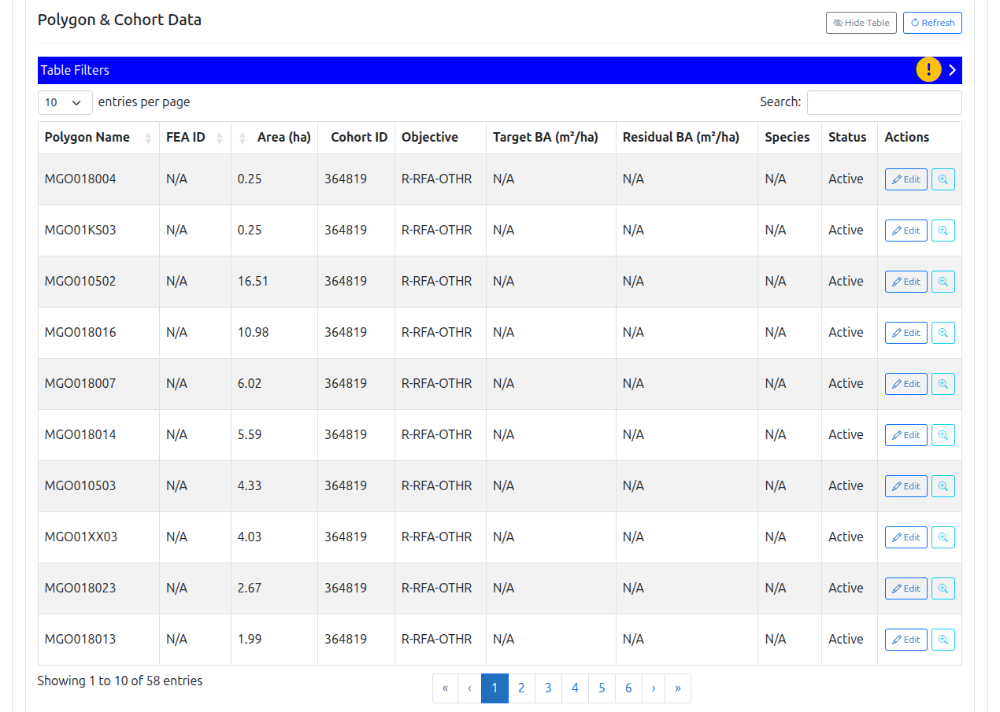 Polygon & Cohort Data
Hide Table Refresh
Table Filters !
10 entries per page Search:
Polygon Name FEA ID Area (ha) Cohort ID Objective Target BA (m²/ha) Residual BA (m²/ha) Species Status Actions
MGO018004 N/A 0.25 364819 R-RFA-OTHR N/A N/A N/A Active Edit
MGO01KS03 N/A 0.25 364819 R-RFA-OTHR N/A N/A N/A Active Edit
MGO010502 N/A 16.51 364819 R-RFA-OTHR N/A N/A N/A Active Edit
MGO018016 N/A 10.98 364819 R-RFA-OTHR N/A N/A N/A Active Edit
MGO018007 N/A 6.02 364819 R-RFA-OTHR N/A N/A N/A Active Edit
MGO018014 N/A 5.59 364819 R-RFA-OTHR N/A N/A N/A Active Edit
MGO010503 N/A 4.33 364819 R-RFA-OTHR N/A N/A N/A Active Edit
MGO01XX03 N/A 4.03 364819 R-RFA-OTHR N/A N/A N/A Active Edit
MGO018023 N/A 2.67 364819 R-RFA-OTHR N/A N/A N/A Active Edit
MGO018013 N/A 1.99 364819 R-RFA-OTHR N/A N/A N/A Active Edit
Showing 1 to 10 of 58 entries « ‹ 1 2 3 4 5 6 › »